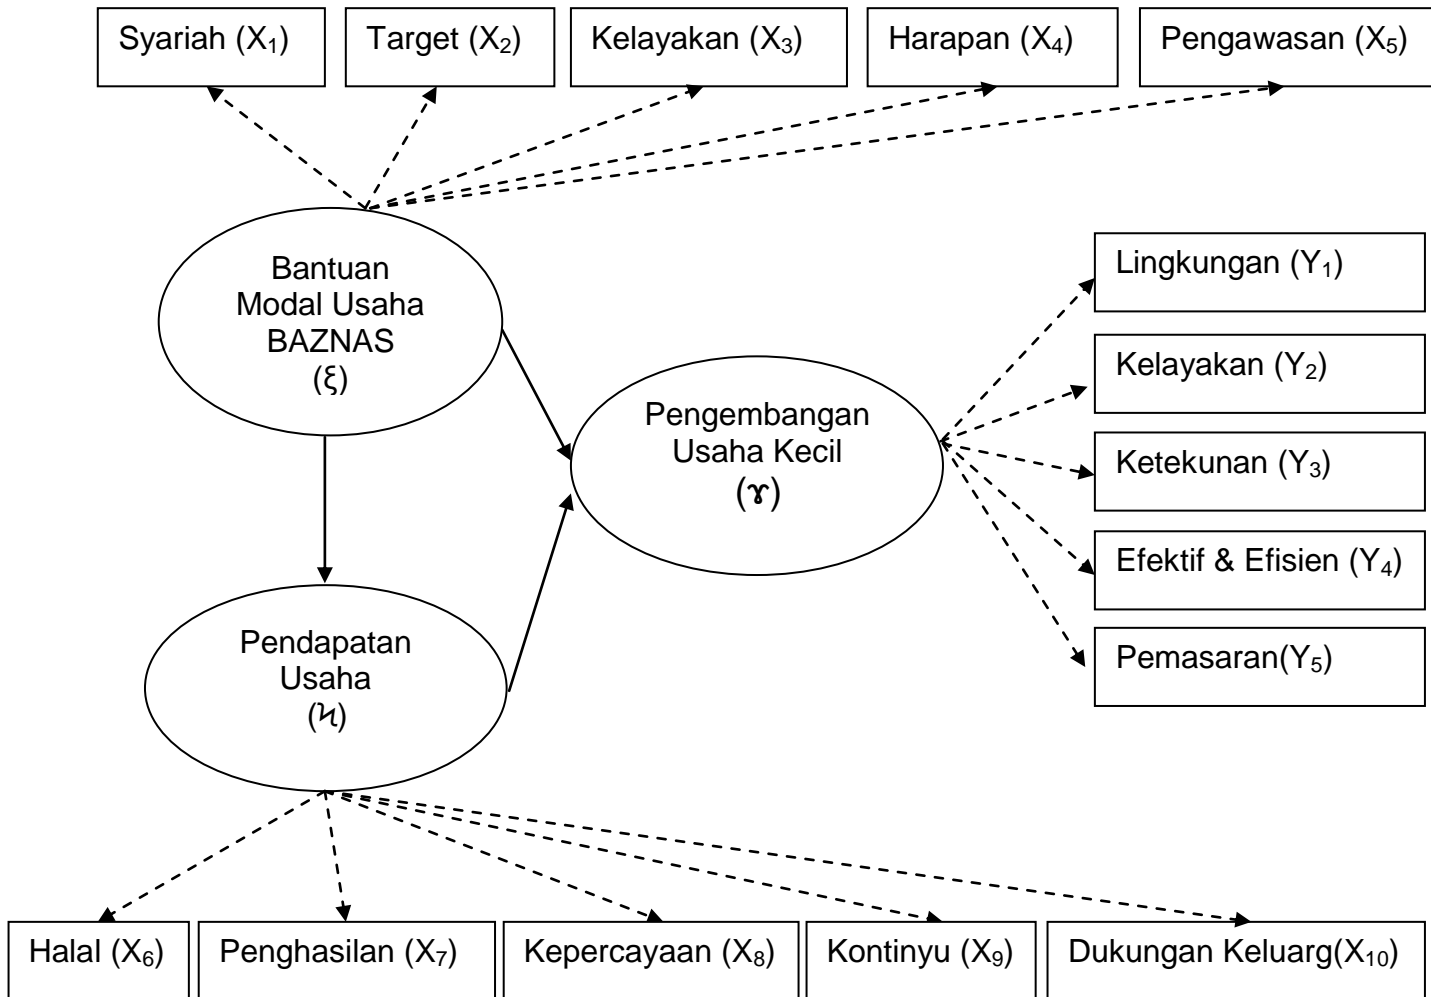 Syariah (X₁)
Target (X₂)
Kelayakan (X₃)
Harapan (X₄)
Pengawasan (X₅)
Bantuan
Modal Usaha
BAZNAS
(ξ)
Lingkungan (Y₁)
Kelayakan (Y₂)
Ketekunan (Y₃)
Efektif & Efisien (Y₄)
Pemasaran(Y₅)
Pengembangan
Usaha Kecil
(ɤ)
Pendapatan
Usaha
(Ϟ)
Halal (X₆)
Penghasilan (X₇)
Kepercayaan (X₈)
Kontinyu (X₉)
Dukungan Keluarg(X₁₀)